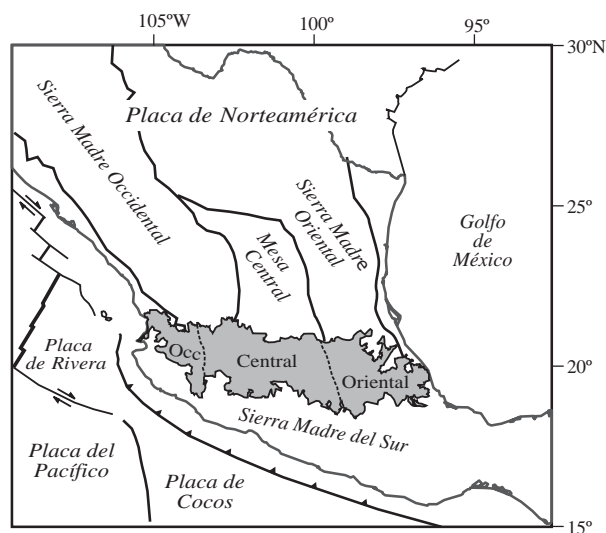 105ºW
100º
95º
30ºN
Placa de Norteamérica
Sierra Madre Occidental
Sierra Madre
Oriental
Mesa
Central
25º
Golfo
de
México
Placa
de Rivera
Occ
Central
Oriental
20º
Sierra Madre del Sur
Placa del
Pacífico
Placa de
Cocos
15º